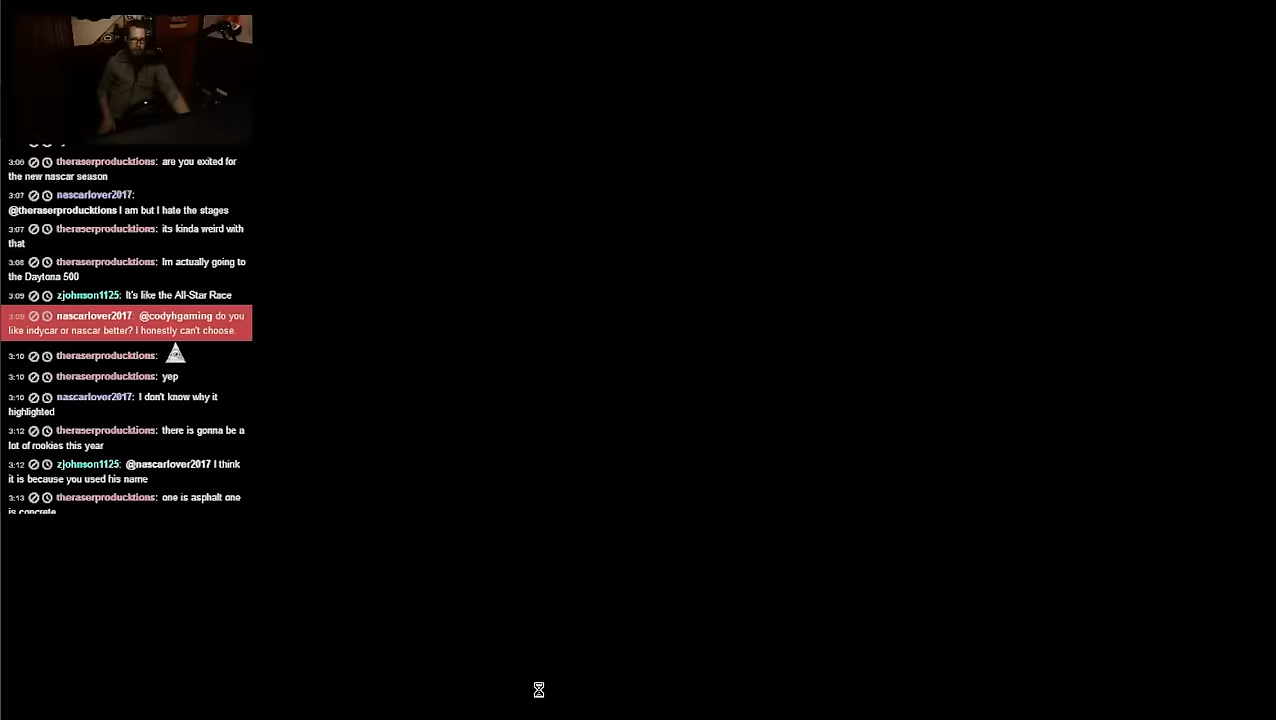 3:06 theraserproducktions: are you exited for
the new nascar season
3:07 nascarlover2017:
@theraserproducktions I am but I hate the stages
3:07 theraserproducktions: its kinda weird with
that
3:08 theraserproducktions: Im actually going to
the Daytona 500
3:09 zjohnson1125: It's like the All-Star Race
3:09 nascarlover2017: @codyhgaming do you
like indycar or nascar better? I honestly can't choose.
3:10 theraserproducktions:
3:10 theraserproducktions: yep
3:10 nascarlover2017: I don't know why it
highlighted
3:12 theraserproducktions: there is gonna be a
lot of rookies this year
3:12 zjohnson1125: @nascarlover2017 I think
it is because you used his name
3:13 theraserproducktions: one is asphalt one
is concrete